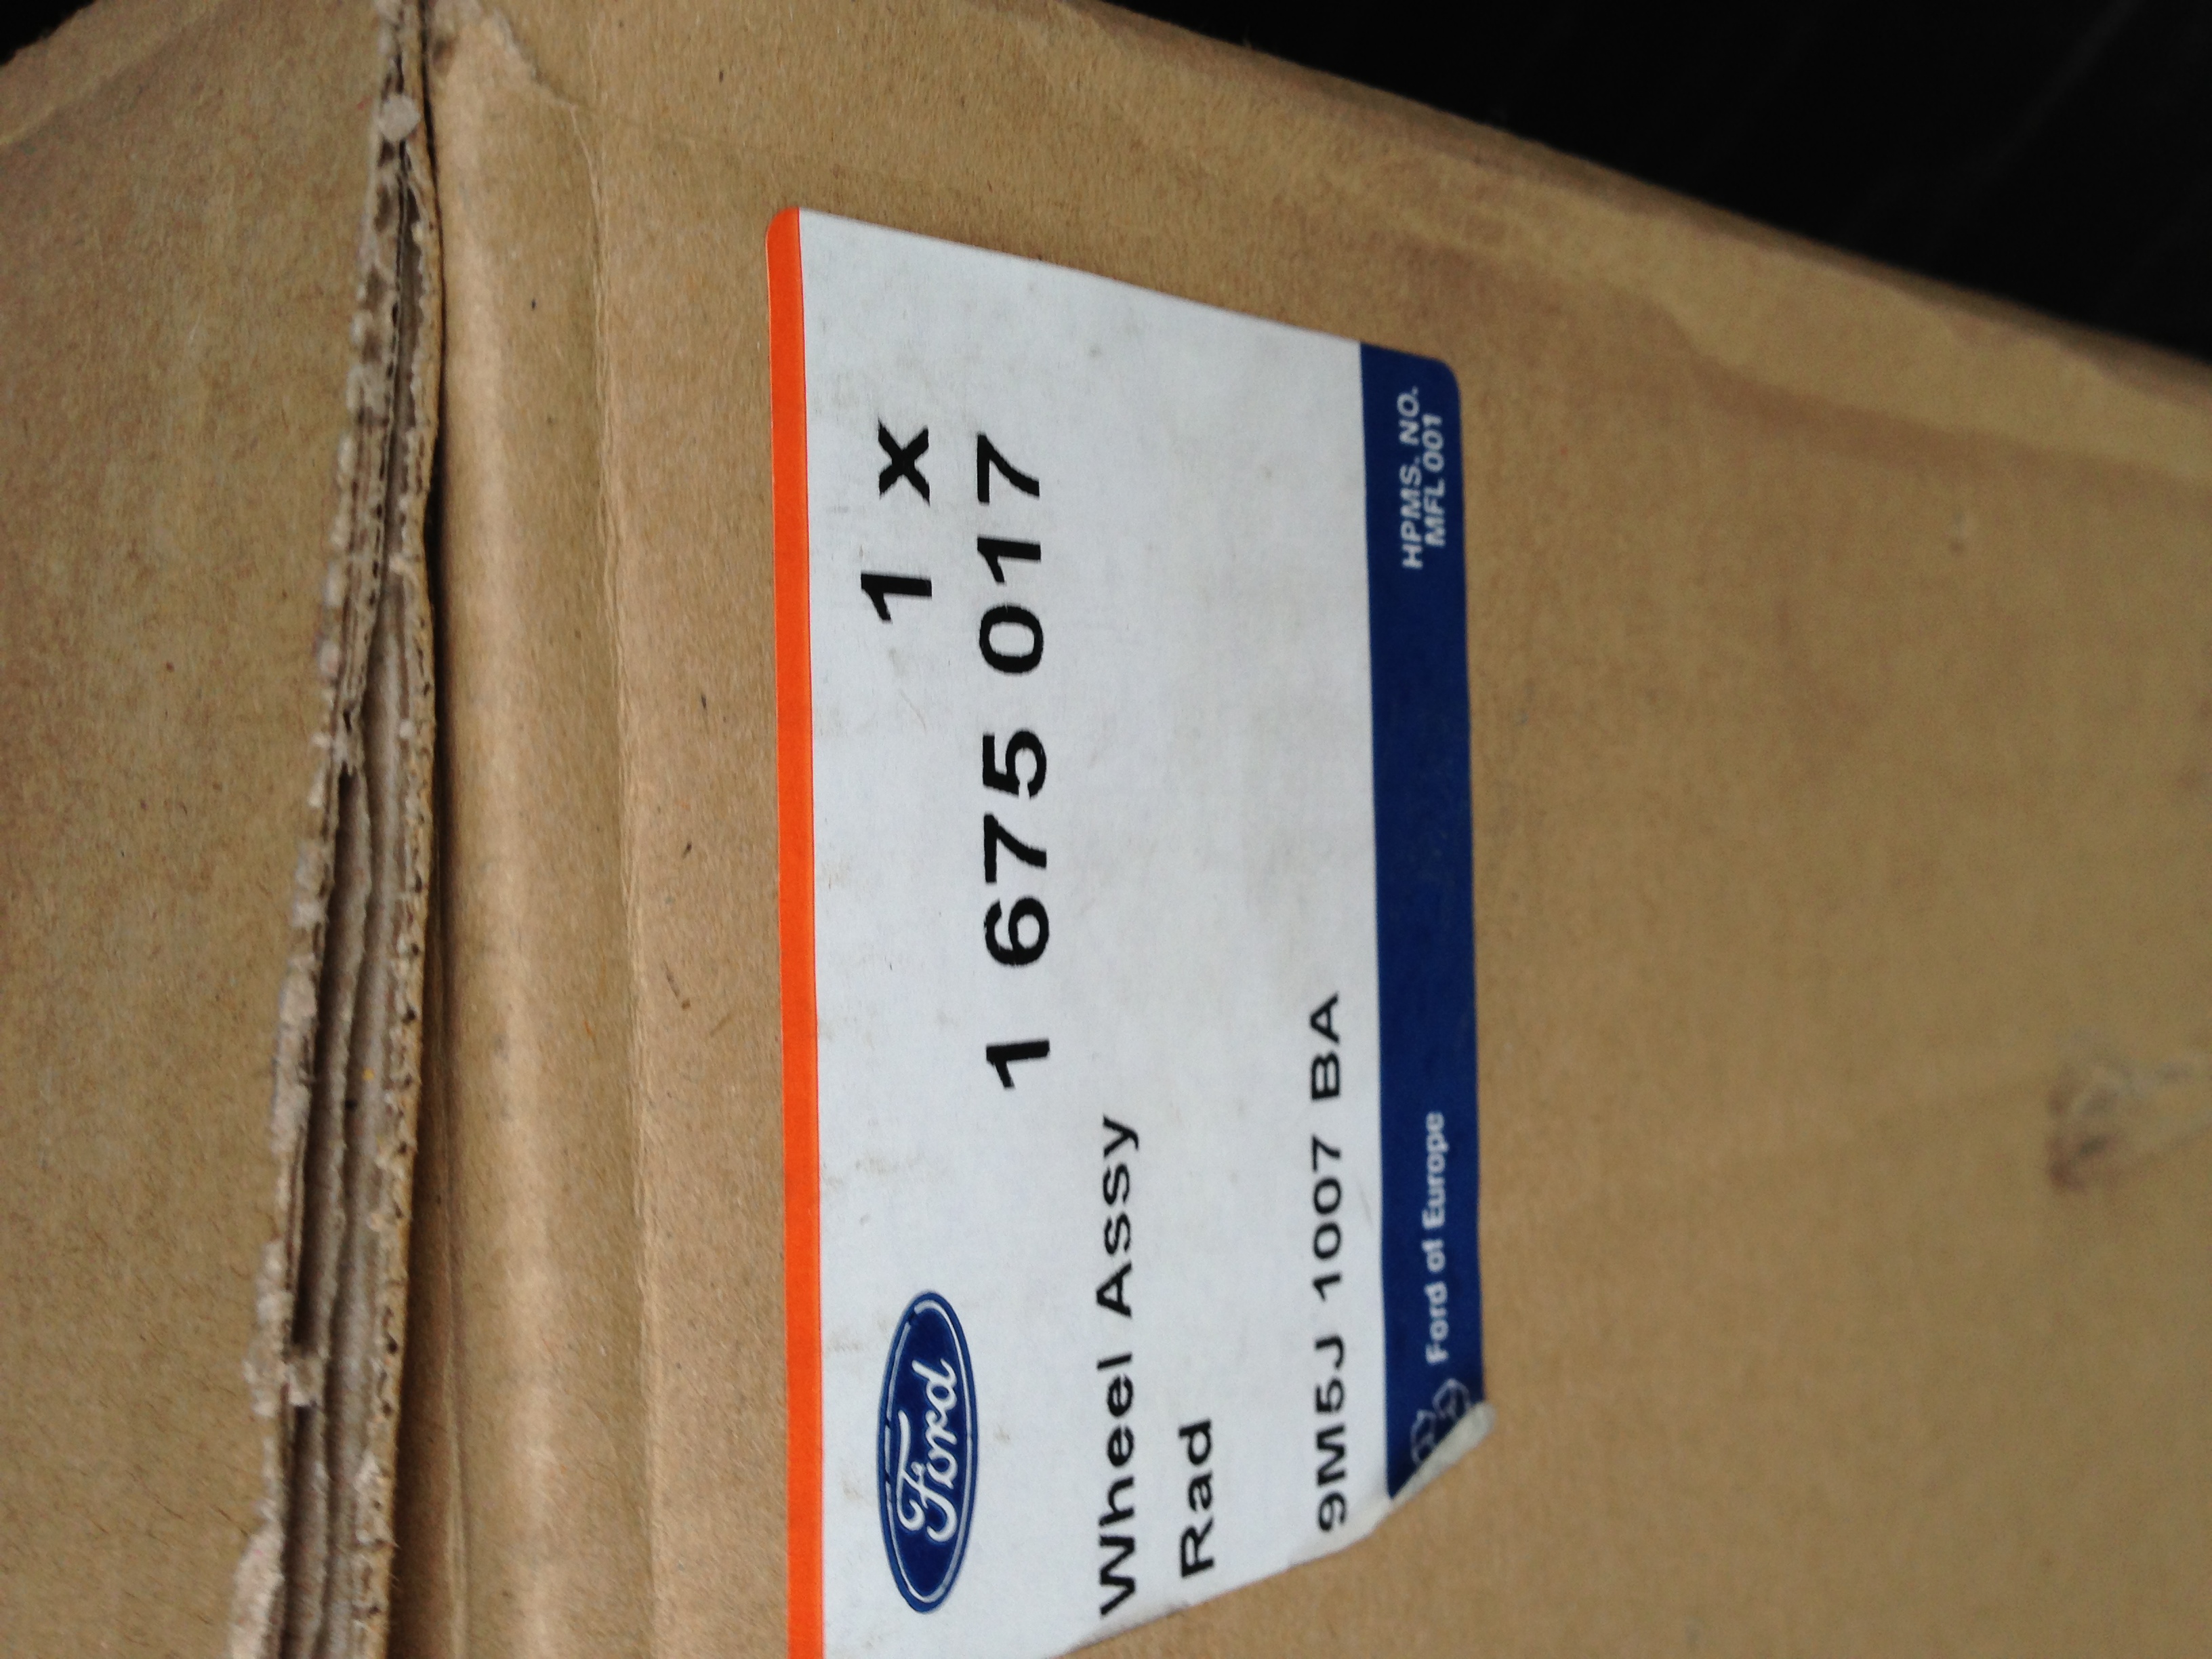 1 x
Ford
1 675 017
Wheel Assy
Rad
9M5J 1007 BA
Ford of Europe
HPMS. NO.
MFL 001